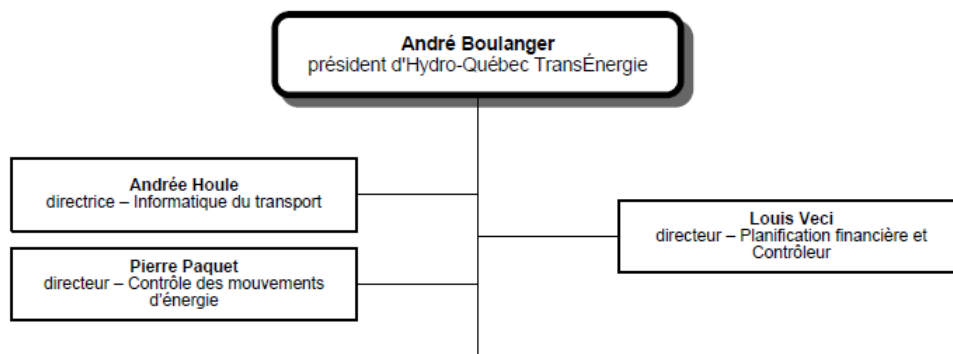 André Boulanger
président d'Hydro-Québec TransÉnergie
Andrée Houle
directrice – Informatique du transport
Louis Veci
directeur – Planification financière et
Contrôleur
Pierre Paquet
directeur – Contrôle des mouvements
d'énergie